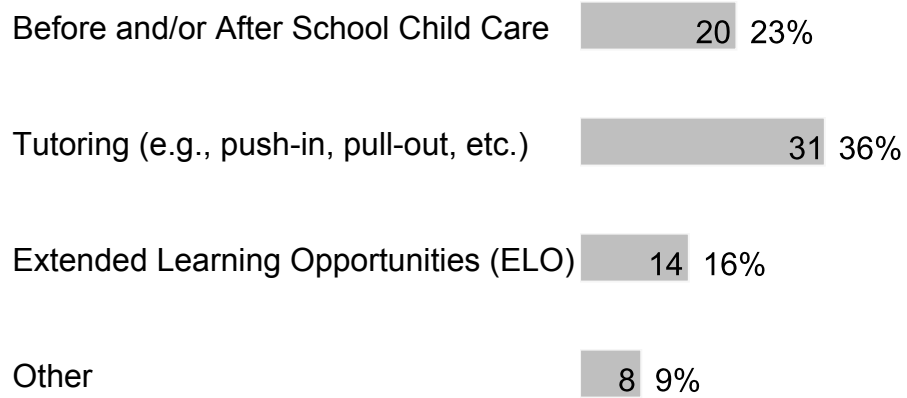 Before and/or After School Child Care 20 23%
Tutoring (e.g., push-in, pull-out, etc.) 31 36%
Extended Learning Opportunities (ELO) 14 16%
Other 8 9%